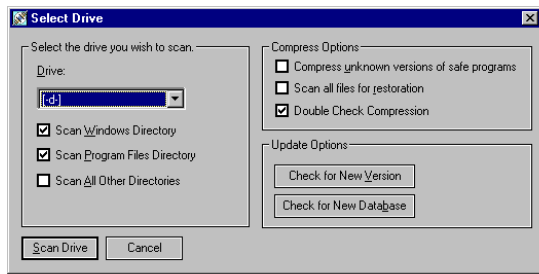 Select Drive
Select the drive you wish to scan.
Drive:
[-d-]
Scan Windows Directory
Scan Program Files Directory
Scan All Other Directories
Compress Options
Compress unknown versions of safe programs
Scan all files for restoration
Double Check Compression
Update Options
Check for New Version
Check for New Database
Scan Drive
Cancel